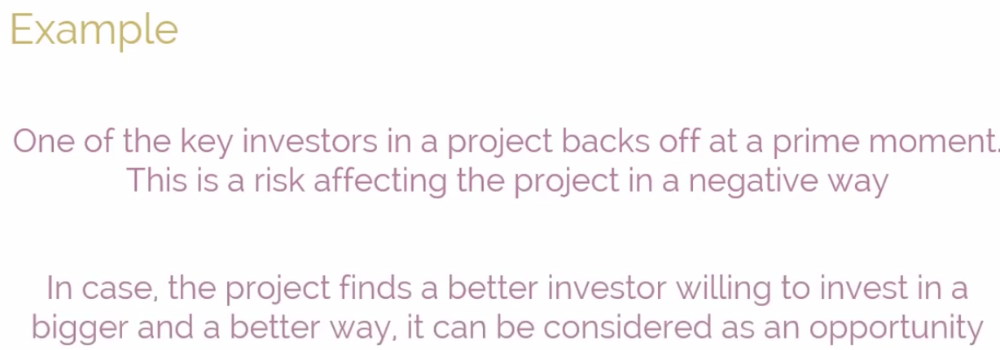 Example
One of the key investors in a project backs off at a prime moment.
This is a risk affecting the project in a negative way
In case, the project finds a better investor willing to invest in a
bigger and a better way, it can be considered as an opportunity